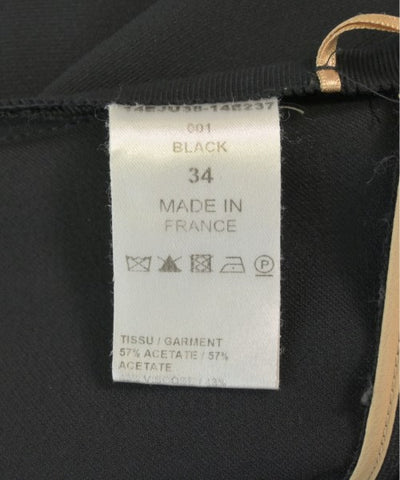 001
BLACK
34
MADE IN
FRANCE
P
TISSU / GARMENT
57% ACETATE / 57%
ACETATE